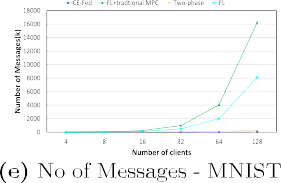 CE-Fed FL+tradtional MPC Two-phase FL
18000
16000
14000
12000
10000
8000
6000
4000
2000
0
Number of Messages(k)
4 8 16 32 64 128
Number of clients
(e) No of Messages - MNIST